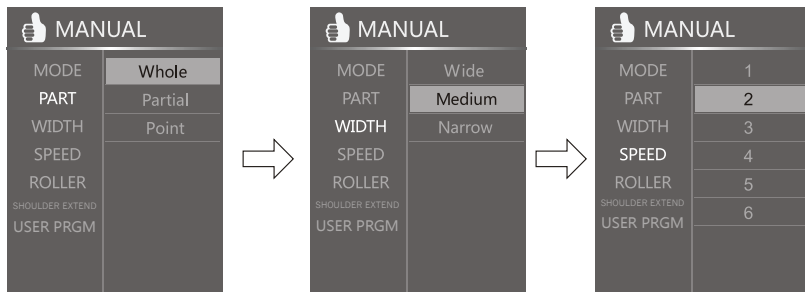 MANUAL
MODE
PART
WIDTH
SPEED
ROLLER
SHOULDER EXTEND
USER PRGM
Whole
Partial
Point
MANUAL
MODE
PART
WIDTH
SPEED
ROLLER
SHOULDER EXTEND
USER PRGM
Wide
Medium
Narrow
MANUAL
MODE
PART
WIDTH
SPEED
ROLLER
SHOULDER EXTEND
USER PRGM
1
2
3
4
5
6